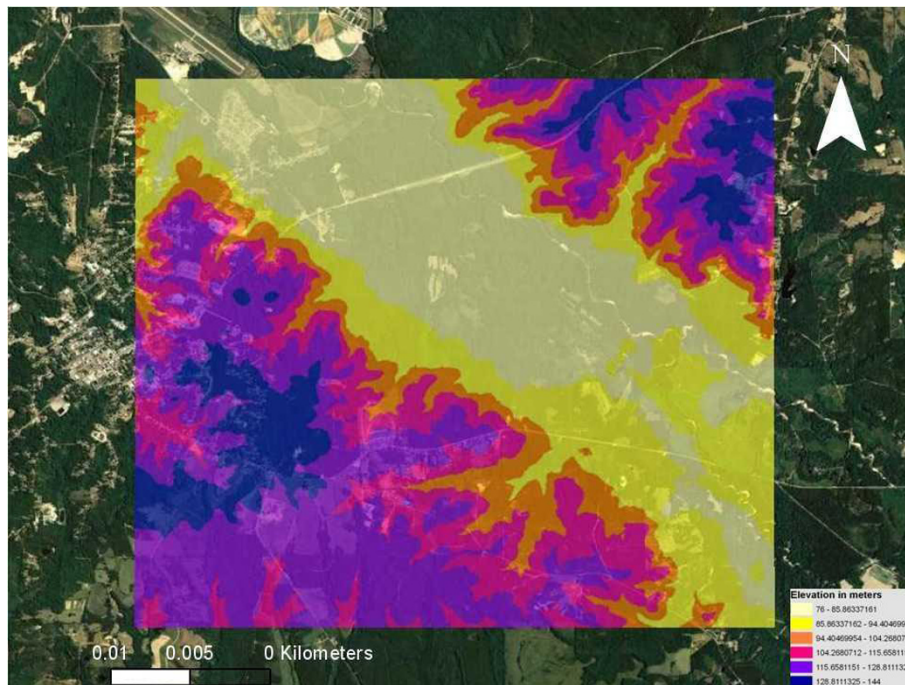 N
0.01 0.005 0 Kilometers
Elevation in meters
76 - 85.86337161
85.86337162 - 94.404699
94.40469954 - 104.26807
104.2680712 - 115.65811
115.6581151 - 128.81113
128.8111325 - 144